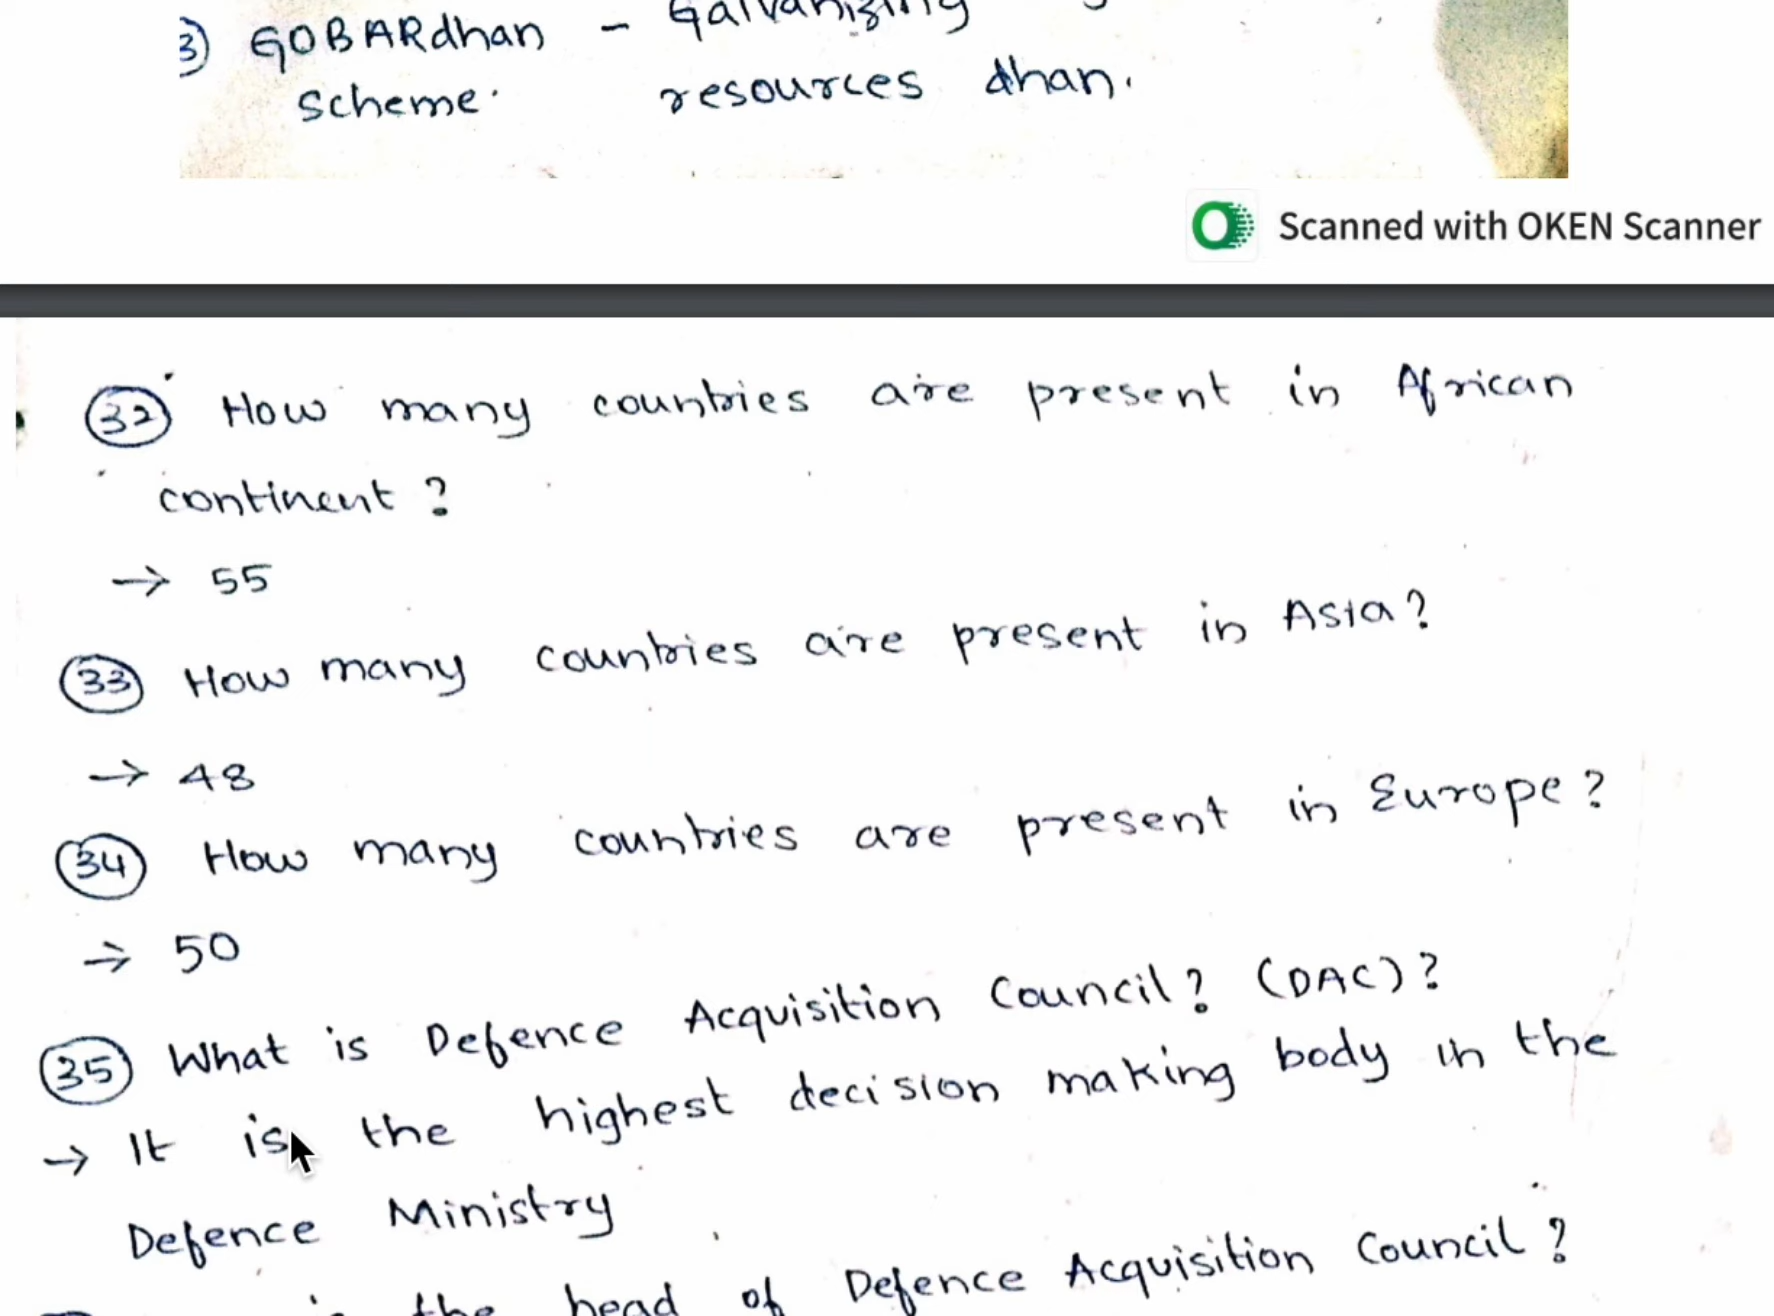 3) GOBARdhan - Galvanizing
Scheme. resources dhan.
Scanned with OKEN Scanner
32 How many countries are present in African
continent ?
→ 55
33 How many countries are present in Asia?
→ 48
34 How many countries are present in Europe?
→ 50
35 What is Defence Acquisition Council? (DAC)?
→ It is the highest decision making body in the
Defence Ministry
the head of Defence Acquisition Council?